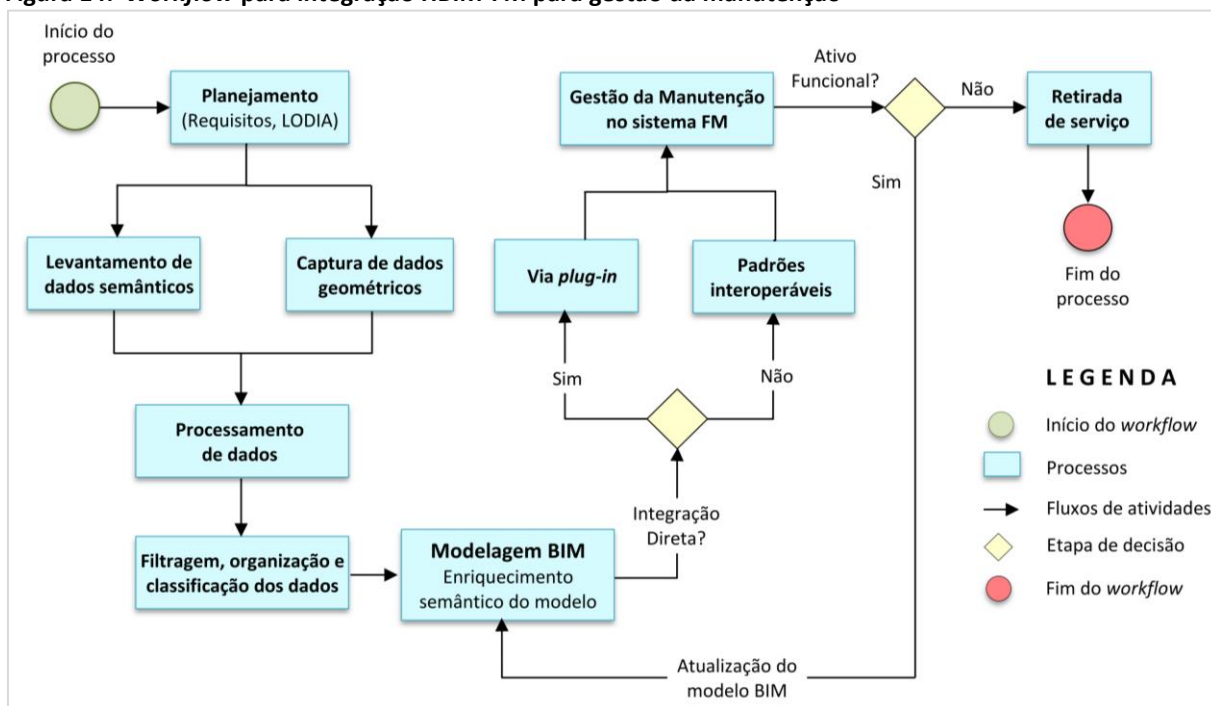 Início do
processo
Planejamento
(Requisitos, LODIA)
Levantamento de
dados semânticos
Captura de dados
geométricos
Processamento
de dados
Filtragem, organização e
classificação dos dados
Modelagem BIM
Enriquecimento
semântico do modelo
Integração
Direta?
Sim
Não
Via plug-in
Padrões
interoperáveis
Gestão da Manutenção
no sistema FM
Ativo
Funcional?
Não
Sim
Retirada
de serviço
Fim do
processo
Atualização do
modelo BIM
LEGENDA
Início do workflow
Processos
Fluxos de atividades
Etapa de decisão
Fim do workflow